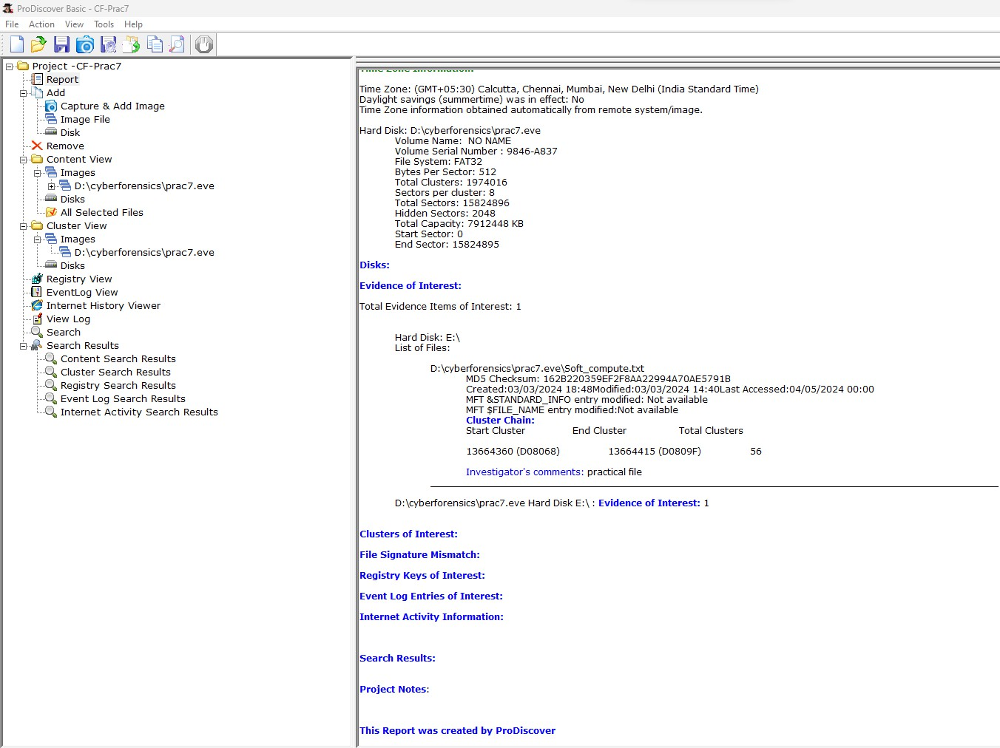 ProDiscover Basic - CF-Prac7
File Action View Tools Help
Project -CF-Prac7
Report
Add
Capture & Add Image
Image File
Disk
Remove
Content View
Images
D:\cyberforensics\prac7.eve
Disks
All Selected Files
Cluster View
Images
D:\cyberforensics\prac7.eve
Disks
Registry View
EventLog View
Internet History Viewer
View Log
Search
Search Results
Content Search Results
Cluster Search Results
Registry Search Results
Event Log Search Results
Internet Activity Search Results
Time Zone Information:
Time Zone: (GMT+05:30) Calcutta, Chennai, Mumbai, New Delhi (India Standard Time)
Daylight savings (summertime) was in effect: No
Time Zone information obtained automatically from remote system/image.
Hard Disk: D:\cyberforensics\prac7.eve
Volume Name: NO NAME
Volume Serial Number : 9846-A837
File System: FAT32
Bytes Per Sector: 512
Total Clusters: 1974016
Sectors per cluster: 8
Total Sectors: 15824896
Hidden Sectors: 2048
Total Capacity: 7912448 KB
Start Sector: 0
End Sector: 15824895
Disks:
Evidence of Interest:
Total Evidence Items of Interest: 1
Hard Disk: E:\
List of Files:
D:\cyberforensics\prac7.eve\Soft_compute.txt
MD5 Checksum: 162B220359EF2F8AA22994A70AE5791B
Created:03/03/2024 18:48Modified:03/03/2024 14:40Last Accessed:04/05/2024 00:00
MFT &STANDARD_INFO entry modified: Not available
MFT $FILE_NAME entry modified:Not available
Cluster Chain:
Start Cluster End Cluster Total Clusters
13664360 (D08068) 13664415 (D0809F) 56
Investigator's comments: practical file
D:\cyberforensics\prac7.eve Hard Disk E:\ : Evidence of Interest: 1
Clusters of Interest:
File Signature Mismatch:
Registry Keys of Interest:
Event Log Entries of Interest:
Internet Activity Information:
Search Results:
Project Notes:
This Report was created by ProDiscover